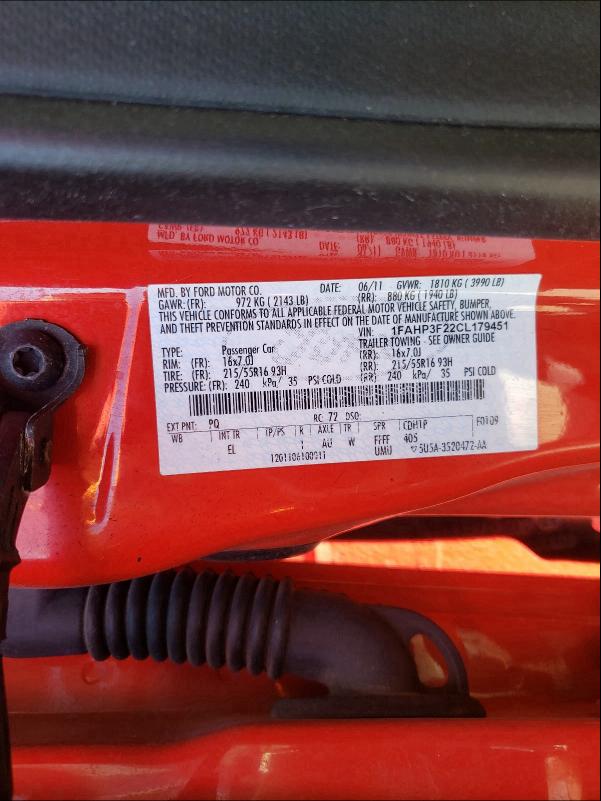 MFD. BY FORD MOTOR CO. DATE: 06/11 GVWR: 1810 KG ( 3990 LB)
GAWR: (FR): 972 KG ( 2143 LB) (RR): 880 KG ( 1940 LB)
THIS VEHICLE CONFORMS TO ALL APPLICABLE FEDERAL MOTOR VEHICLE SAFETY, BUMPER,
AND THEFT PREVENTION STANDARDS IN EFFECT ON THE DATE OF MANUFACTURE SHOWN ABOVE.
VIN: 1FAHP3F22CL179451
TYPE: Passenger Car TRAILER TOWING - SEE OWNER GUIDE
RIM: (FR): 16x7.0J (RR): 16x7.0J
TIRE: (FR): 215/55R16 93H (RR): 215/55R16 93H
PRESSURE: (FR): 240 kPa/ 35 PSI COLD (RR): 240 kPa/ 35 PSI COLD
EXT PNT: PQ RC: 72 DSO: F0109
WB INT TR TP/PS R AXLE TR SPR
EL I AU W
UMU 405
5U5A-3520472-AA